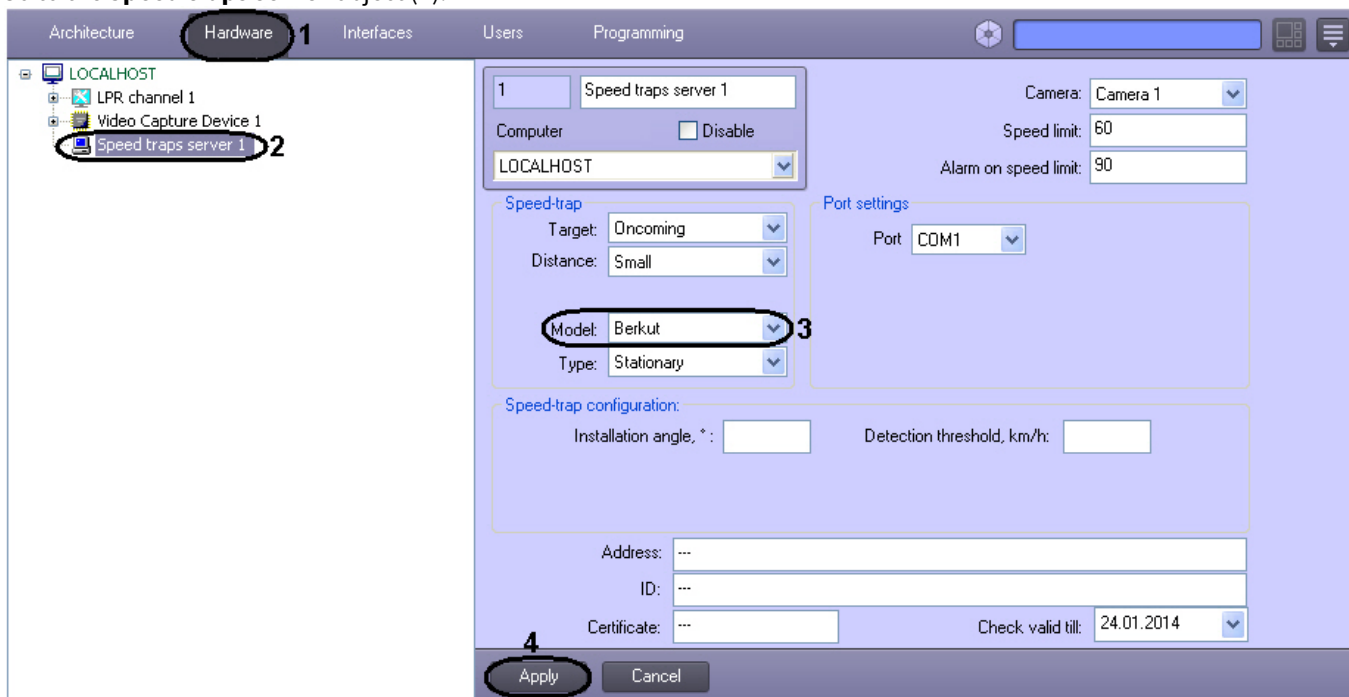 Architecture Hardware 1 Interfaces Users Programming
LOCALHOST
LPR channel 1
Video Capture Device 1
Speed traps server 1 2
1 Speed traps server 1
Computer Disable
LOCALHOST
Camera: Camera 1
Speed limit: 60
Alarm on speed limit: 90
Speed-trap
Target: Oncoming
Distance: Small
Model: Berkut 3
Type: Stationary
Port settings
Port COM1
Speed-trap configuration:
Installation angle, ° : Detection threshold, km/h:
Address: ---
ID: ---
Certificate: --- Check valid till: 24.01.2014
4
Apply Cancel